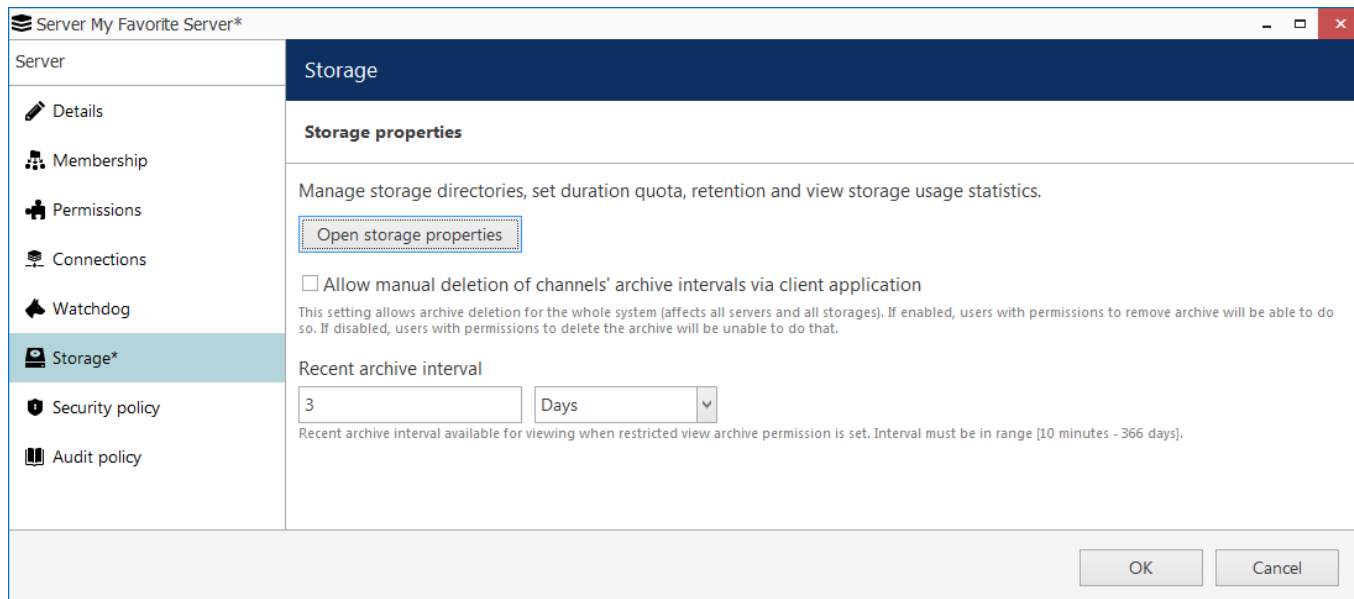 Server My Favorite Server*
Server
Details
Membership
Permissions
Connections
Watchdog
Storage*
Security policy
Audit policy
Storage
Storage properties
Manage storage directories, set duration quota, retention and view storage usage statistics.
Open storage properties
Allow manual deletion of channels' archive intervals via client application
This setting allows archive deletion for the whole system (affects all servers and all storages). If enabled, users with permissions to remove archive will be able to do
so. If disabled, users with permissions to delete the archive will be unable to do that.
Recent archive interval
3 Days
Recent archive interval available for viewing when restricted view archive permission is set. Interval must be in range [10 minutes - 366 days].
OK Cancel